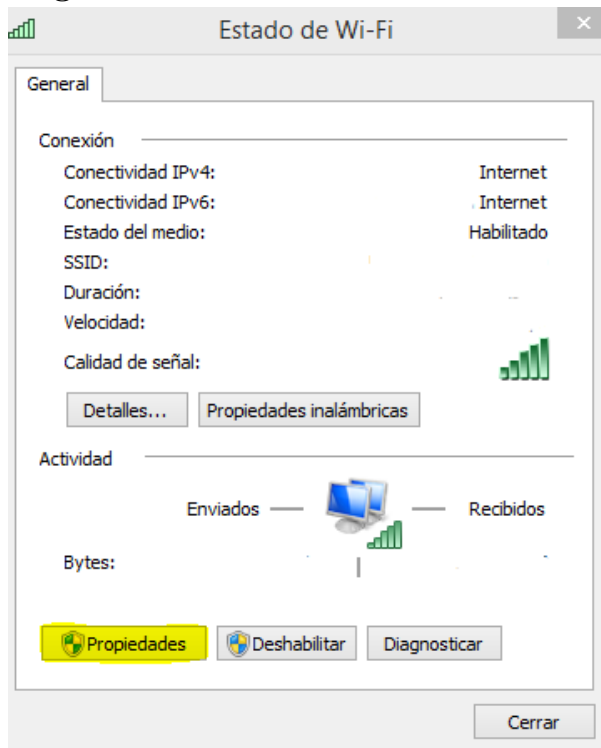 Estado de Wi-Fi
General
Conexión
Conectividad IPv4: Internet
Conectividad IPv6: Internet
Estado del medio: Habilitado
SSID:
Duración:
Velocidad:
Calidad de señal:
Detalles... Propiedades inalámbricas
Actividad
Enviados Recibidos
Bytes:
Propiedades Deshabilitar Diagnosticar
Cerrar